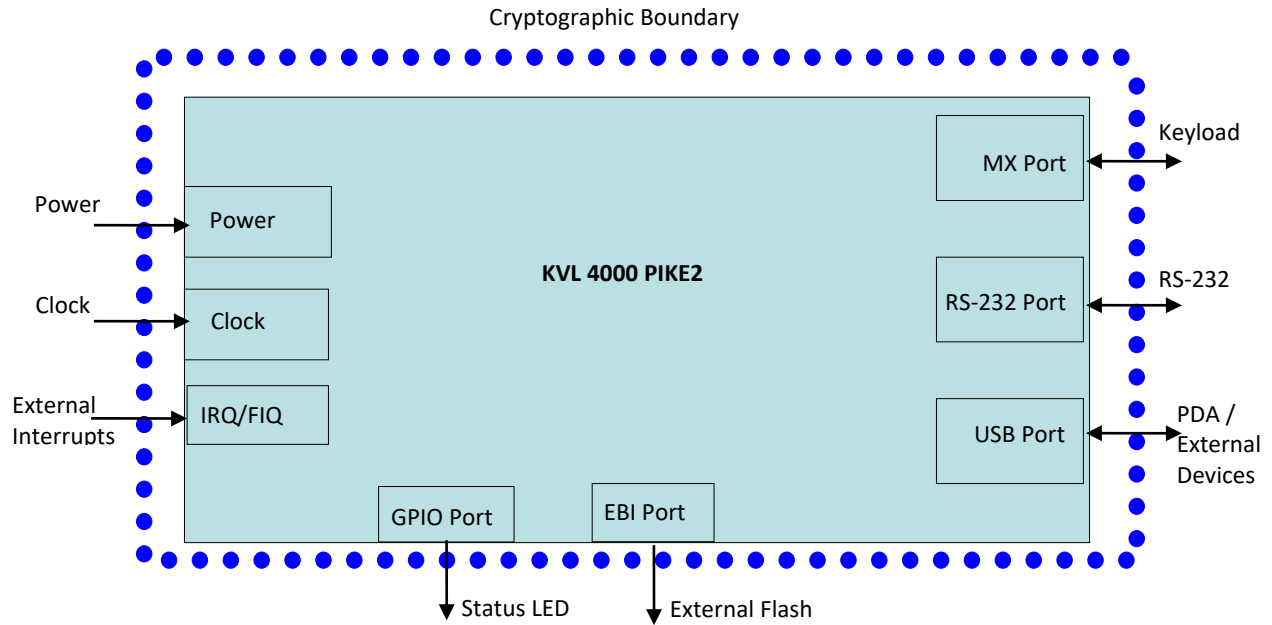 Cryptographic Boundary
Power
Power
Clock
Clock
External
Interrupts
IRQ/FIQ
KVL 4000 PIKE2
MX Port
Keyload
RS-232 Port
RS-232
USB Port
PDA /
External
Devices
GPIO Port
EBI Port
Status LED
External Flash